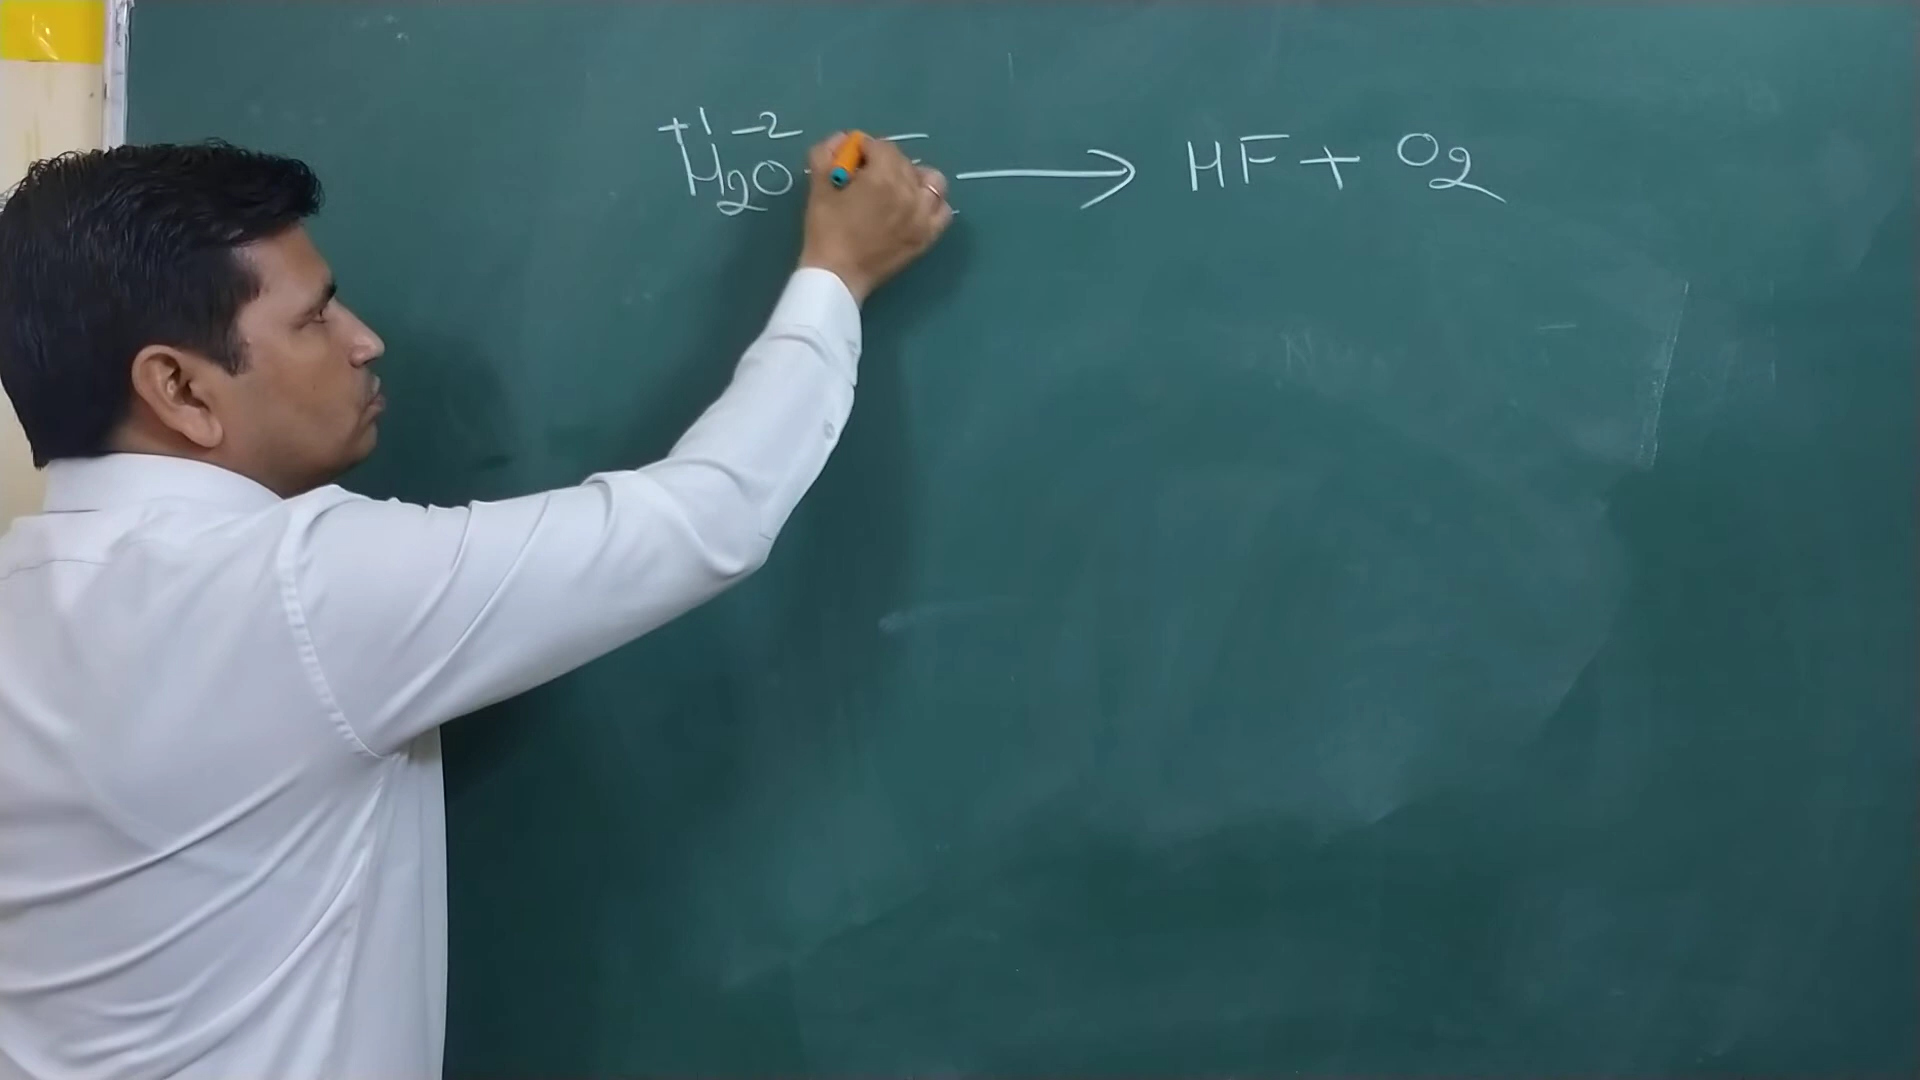 +1 -2
H2O + F ⟶ HF + O2